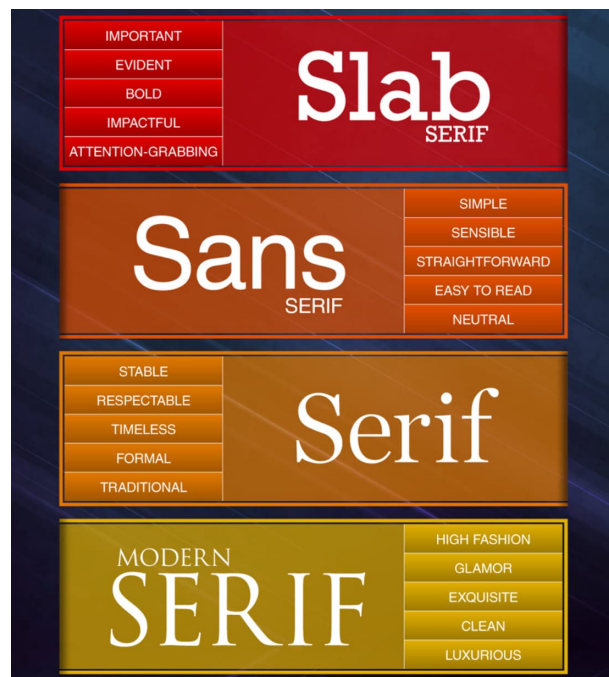 IMPORTANT
EVIDENT
BOLD
IMPACTFUL
ATTENTION-GRABBING
Slab
SERIF
Sans
SERIF
SIMPLE
SENSIBLE
STRAIGHTFORWARD
EASY TO READ
NEUTRAL
STABLE
RESPECTABLE
TIMELESS
FORMAL
TRADITIONAL
Serif
MODERN
SERIF
HIGH FASHION
GLAMOR
EXQUISITE
CLEAN
LUXURIOUS